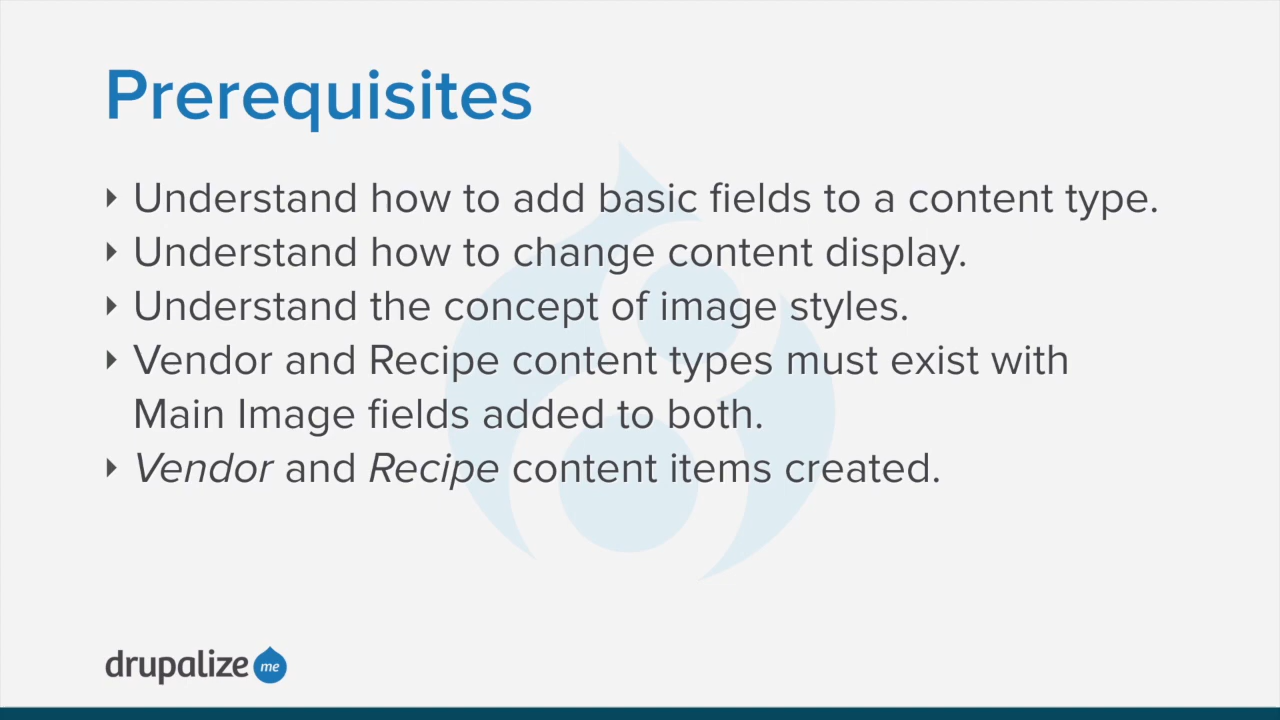 Prerequisites
‣ Understand how to add basic fields to a content type.
‣ Understand how to change content display.
‣ Understand the concept of image styles.
‣ Vendor and Recipe content types must exist with
Main Image fields added to both.
‣ Vendor and Recipe content items created.
drupalize me